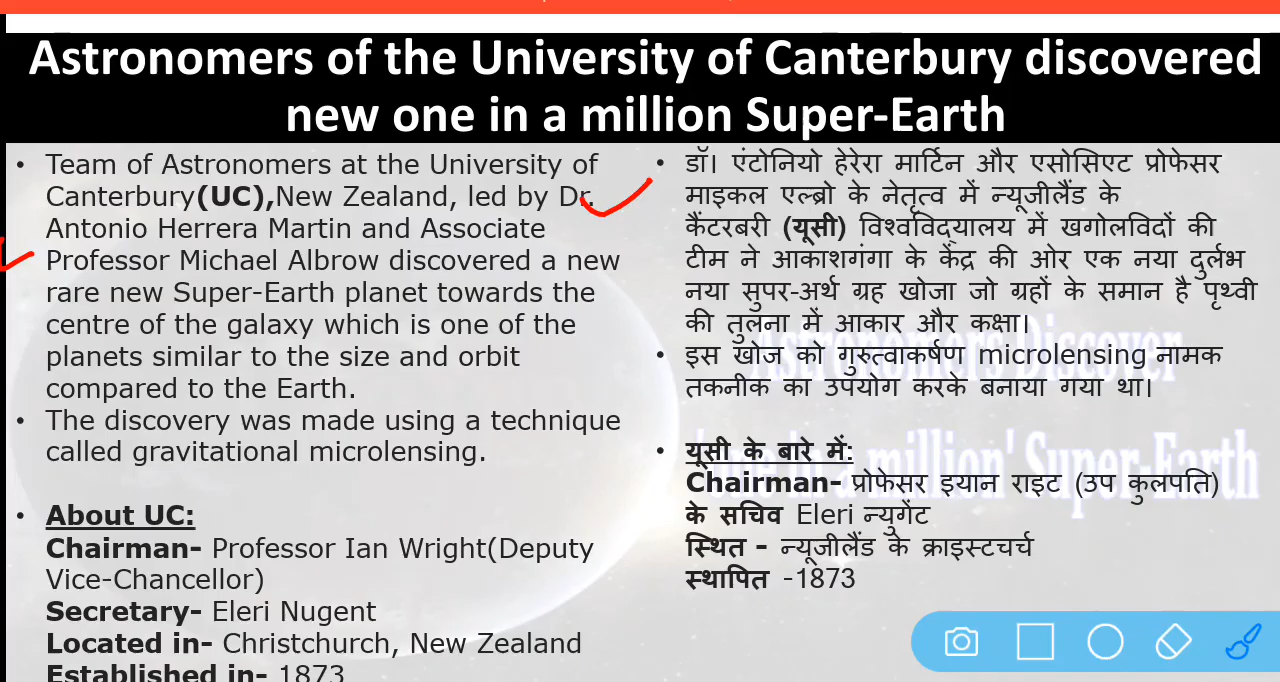 Astronomers of the University of Canterbury discovered
new one in a million Super-Earth
• Team of Astronomers at the University of
Canterbury(UC),New Zealand, led by Dr.
Antonio Herrera Martin and Associate
Professor Michael Albrow discovered a new
rare new Super-Earth planet towards the
centre of the galaxy which is one of the
planets similar to the size and orbit
compared to the Earth.
• The discovery was made using a technique
called gravitational microlensing.
• About UC:
Chairman- Professor Ian Wright(Deputy
Vice-Chancellor)
Secretary- Eleri Nugent
Located in- Christchurch, New Zealand
Established in- 1873
• डॉ। एंटोनियो हेरेरा मार्टिन और एसोसिएट प्रोफेसर
माइकल एल्ब्रो के नेतृत्व में न्यूजीलैंड के
कैंटरबरी (यूसी) विश्वविद्यालय में खगोलविदों की
टीम ने आकाशगंगा के केंद्र की ओर एक नया दुर्लभ
नया सुपर-अर्थ ग्रह खोजा जो ग्रहों के समान है पृथ्वी
की तुलना में आकार और कक्षा।
• इस खोज को गुरुत्वाकर्षण microlensing नामक
तकनीक का उपयोग करके बनाया गया था।
• यूसी के बारे में:
Chairman- प्रोफेसर इयान राइट (उप कुलपति)
के सचिव Eleri न्युगेंट
स्थित - न्यूजीलैंड के क्राइस्टचर्च
स्थापित -1873
Astronomers Discover
'one in a million' Super-Earth